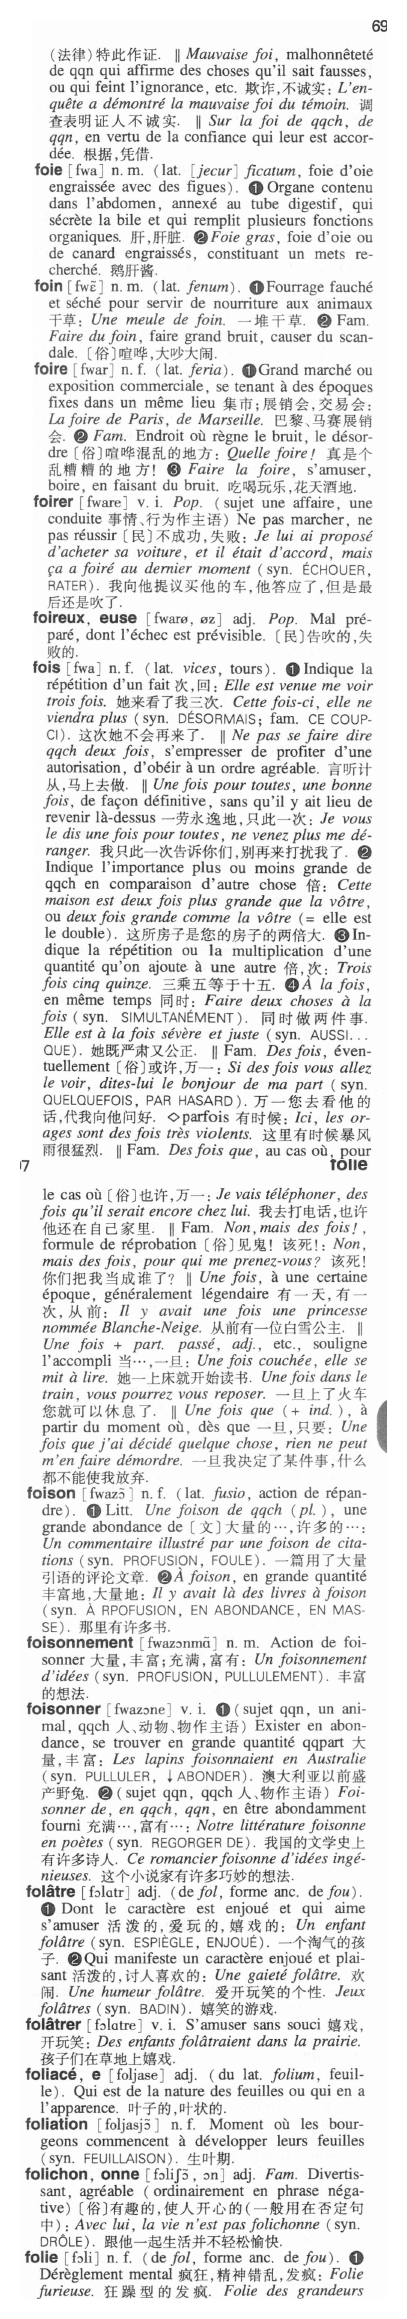 69
(法律)特此作证. ‖ Mauvaise foi, malhonnêteté
de qqn qui affirme des choses qu'il sait fausses,
ou qui feint l'ignorance, etc. 欺诈,不诚实: L'en-
quête a démontré la mauvaise foi du témoin. 调
查表明证人不诚实. ‖ Sur la foi de qqch, de
qqn, en vertu de la confiance qui leur est accor-
dée. 根据,凭借.
foie [fwa] n. m. (lat. [jecur] ficatum, foie d'oie
engraissée avec des figues). ❶ Organe contenu
dans l'abdomen, annexé au tube digestif, qui
sécrète la bile et qui remplit plusieurs fonctions
organiques. 肝,肝脏. ❷ Foie gras, foie d'oie ou
de canard engraissés, constituant un mets re-
cherché. 鹅肝酱.
foin [fwɛ̃] n. m. (lat. fenum). ❶ Fourrage fauché
et séché pour servir de nourriture aux animaux
干草: Une meule de foin. 一堆干草. ❷ Fam.
Faire du foin, faire grand bruit, causer du scan-
dale. 〔俗〕喧哗,大吵大闹.
foire [fwar] n. f. (lat. feria). ❶ Grand marché ou
exposition commerciale, se tenant à des époques
fixes dans un même lieu 集市;展销会,交易会:
La foire de Paris, de Marseille. 巴黎、马赛展销
会. ❷ Fam. Endroit où règne le bruit, le désor-
dre 〔俗〕喧哗混乱的地方: Quelle foire! 真是个
乱糟糟的地方! ❸ Faire la foire, s'amuser,
boire, en faisant du bruit. 吃喝玩乐,花天酒地.
foirer [fware] v. i. Pop. (sujet une affaire, une
conduite 事情、行为作主语) Ne pas marcher, ne
pas réussir 〔民〕不成功,失败: Je lui ai proposé
d'acheter sa voiture, et il était d'accord, mais
ça a foiré au dernier moment (syn. ÉCHOUER,
RATER). 我向他提议买他的车,他答应了,但是最
后还是吹了.
foireux, euse [fwarø, øz] adj. Pop. Mal pré-
paré, dont l'échec est prévisible. 〔民〕告吹的,失
败的.
fois [fwa] n. f. (lat. vices, tours). ❶ Indique la
répétition d'un fait 次,回: Elle est venue me voir
trois fois. 她来看了我三次. Cette fois-ci, elle ne
viendra plus (syn. DÉSORMAIS; fam. CE COUP-
CI). 这次她不会再来了. ‖ Ne pas se faire dire
qqch deux fois, s'empresser de profiter d'une
autorisation, d'obéir à un ordre agréable. 言听计
从,马上去做. ‖ Une fois pour toutes, une bonne
fois, de façon définitive, sans qu'il y ait lieu de
revenir là-dessus 一劳永逸地,只此一次: Je vous
le dis une fois pour toutes, ne venez plus me dé-
ranger. 我只此一次告诉你们,别再来打扰我了. ❷
Indique l'importance plus ou moins grande de
qqch en comparaison d'autre chose 倍: Cette
maison est deux fois plus grande que la vôtre,
ou deux fois grande comme la vôtre (= elle est
le double). 这所房子是您的房子的两倍大. ❸ In-
dique la répétition ou la multiplication d'une
quantité qu'on ajoute à une autre 倍,次: Trois
fois cinq quinze. 三乘五等于十五. ❹ À la fois,
en même temps 同时: Faire deux choses à la
fois (syn. SIMULTANÉMENT). 同时做两件事.
Elle est à la fois sévère et juste (syn. AUSSI...
QUE). 她既严肃又公正. ‖ Fam. Des fois, éven-
tuellement 〔俗〕或许,万一: Si des fois vous allez
le voir, dites-lui le bonjour de ma part (syn.
QUELQUEFOIS, PAR HASARD). 万一您去看他的
话,代我向他问好. ◇ parfois 有时候: Ici, les or-
ages sont des fois très violents. 这里有时候暴风
雨很猛烈. ‖ Fam. Des fois que, au cas où, pour
folie
le cas où 〔俗〕也许,万一: Je vais téléphoner, des
fois qu'il serait encore chez lui. 我去打电话,也许
他还在自己家里. ‖ Fam. Non, mais des fois!,
formule de réprobation 〔俗〕见鬼! 该死!: Non,
mais des fois, pour qui me prenez-vous? 该死!
你们把我当成谁了? ‖ Une fois, à une certaine
époque, généralement légendaire 有一天,有一
次,从前: Il y avait une fois une princesse
nommée Blanche-Neige. 从前有一位白雪公主. ‖
Une fois + part. passé, adj., etc., souligne
l'accompli 当…,一旦: Une fois couchée, elle se
mit à lire. 她一上床就开始读书. Une fois dans le
train, vous pourrez vous reposer. 一旦上了火车
您就可以休息了. ‖ Une fois que (+ ind.), à
partir du moment où, dès que 一旦,只要: Une
fois que j'ai décidé quelque chose, rien ne peut
m'en faire démordre. 一旦我决定了某件事,什么
都不能使我放弃.
foison [fwazɔ̃] n. f. (lat. fusio, action de répan-
dre). ❶ Litt. Une foison de qqch (pl.), une
grande abondance de 〔文〕大量的…,许多的…:
Un commentaire illustré par une foison de cita-
tions (syn. PROFUSION, FOULE). 一篇用了大量
引语的评论文章. ❷ À foison, en grande quantité
丰富地,大量地: Il y avait là des livres à foison
(syn. À RPOFUSION, EN ABONDANCE, EN MAS-
SE). 那里有许多书.
foisonnement [fwazɔnmɑ̃] n. m. Action de foi-
sonner 大量,丰富;充满,富有: Un foisonnement
d'idées (syn. PROFUSION, PULLULEMENT). 丰富
的想法.
foisonner [fwazɔne] v. i. ❶ (sujet qqn, un ani-
mal, qqch 人、动物、物作主语) Exister en abon-
dance, se trouver en grande quantité qqpart 大
量,丰富: Les lapins foisonnaient en Australie
(syn. PULLULER, ↓ABONDER). 澳大利亚以前盛
产野兔. ❷ (sujet qqn, qqch 人、物作主语) Foi-
sonner de, en qqch, qqn, en être abondamment
fourni 充满…,富有…: Notre littérature foisonne
en poètes (syn. REGORGER DE). 我国的文学史上
有许多诗人. Ce romancier foisonne d'idées ingé-
nieuses. 这个小说家有许多巧妙的想法.
folâtre [fɔlɑtr] adj. (de fol, forme anc. de fou).
❶ Dont le caractère est enjoué et qui aime
s'amuser 活泼的,爱玩的,嬉戏的: Un enfant
folâtre (syn. ESPIÈGLE, ENJOUÉ). 一个淘气的孩
子. ❷ Qui manifeste un caractère enjoué et plai-
sant 活泼的,讨人喜欢的: Une gaieté folâtre. 欢
闹. Une humeur folâtre. 爱开玩笑的个性. Jeux
folâtres (syn. BADIN). 嬉笑的游戏.
folâtrer [fɔlɑtre] v. i. S'amuser sans souci 嬉戏,
开玩笑: Des enfants folâtraient dans la prairie.
孩子们在草地上嬉戏.
foliacé, e [fɔljase] adj. (du lat. folium, feuil-
le). Qui est de la nature des feuilles ou qui en a
l'apparence. 叶子的,叶状的.
foliation [fɔljasjɔ̃] n. f. Moment où les bour-
geons commencent à développer leurs feuilles
(syn. FEUILLAISON). 生叶期.
folichon, onne [fɔliʃɔ̃, ɔn] adj. Fam. Divertis-
sant, agréable (ordinairement en phrase néga-
tive) 〔俗〕有趣的,使人开心的(一般用在否定句
中): Avec lui, la vie n'est pas folichonne (syn.
DRÔLE). 跟他一起生活并不轻松愉快.
folie [fɔli] n. f. (de fol, forme anc. de fou). ❶
Dérèglement mental 疯狂,精神错乱,发疯: Folie
furieuse. 狂躁型的发疯. Folie des grandeurs